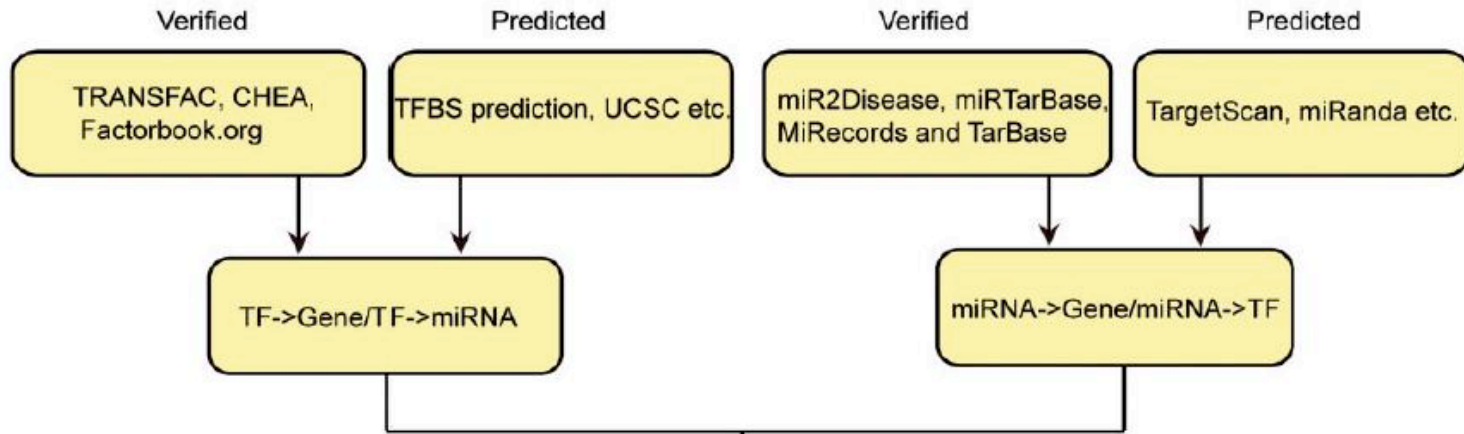 Verified
Predicted
Verified
Predicted
TRANSFAC, CHEA,
Factorbook.org
TFBS prediction, UCSC etc.
miR2Disease, miRTarBase,
MiRecords and TarBase
TargetScan, miRanda etc.
TF->Gene/TF->miRNA
miRNA->Gene/miRNA->TF